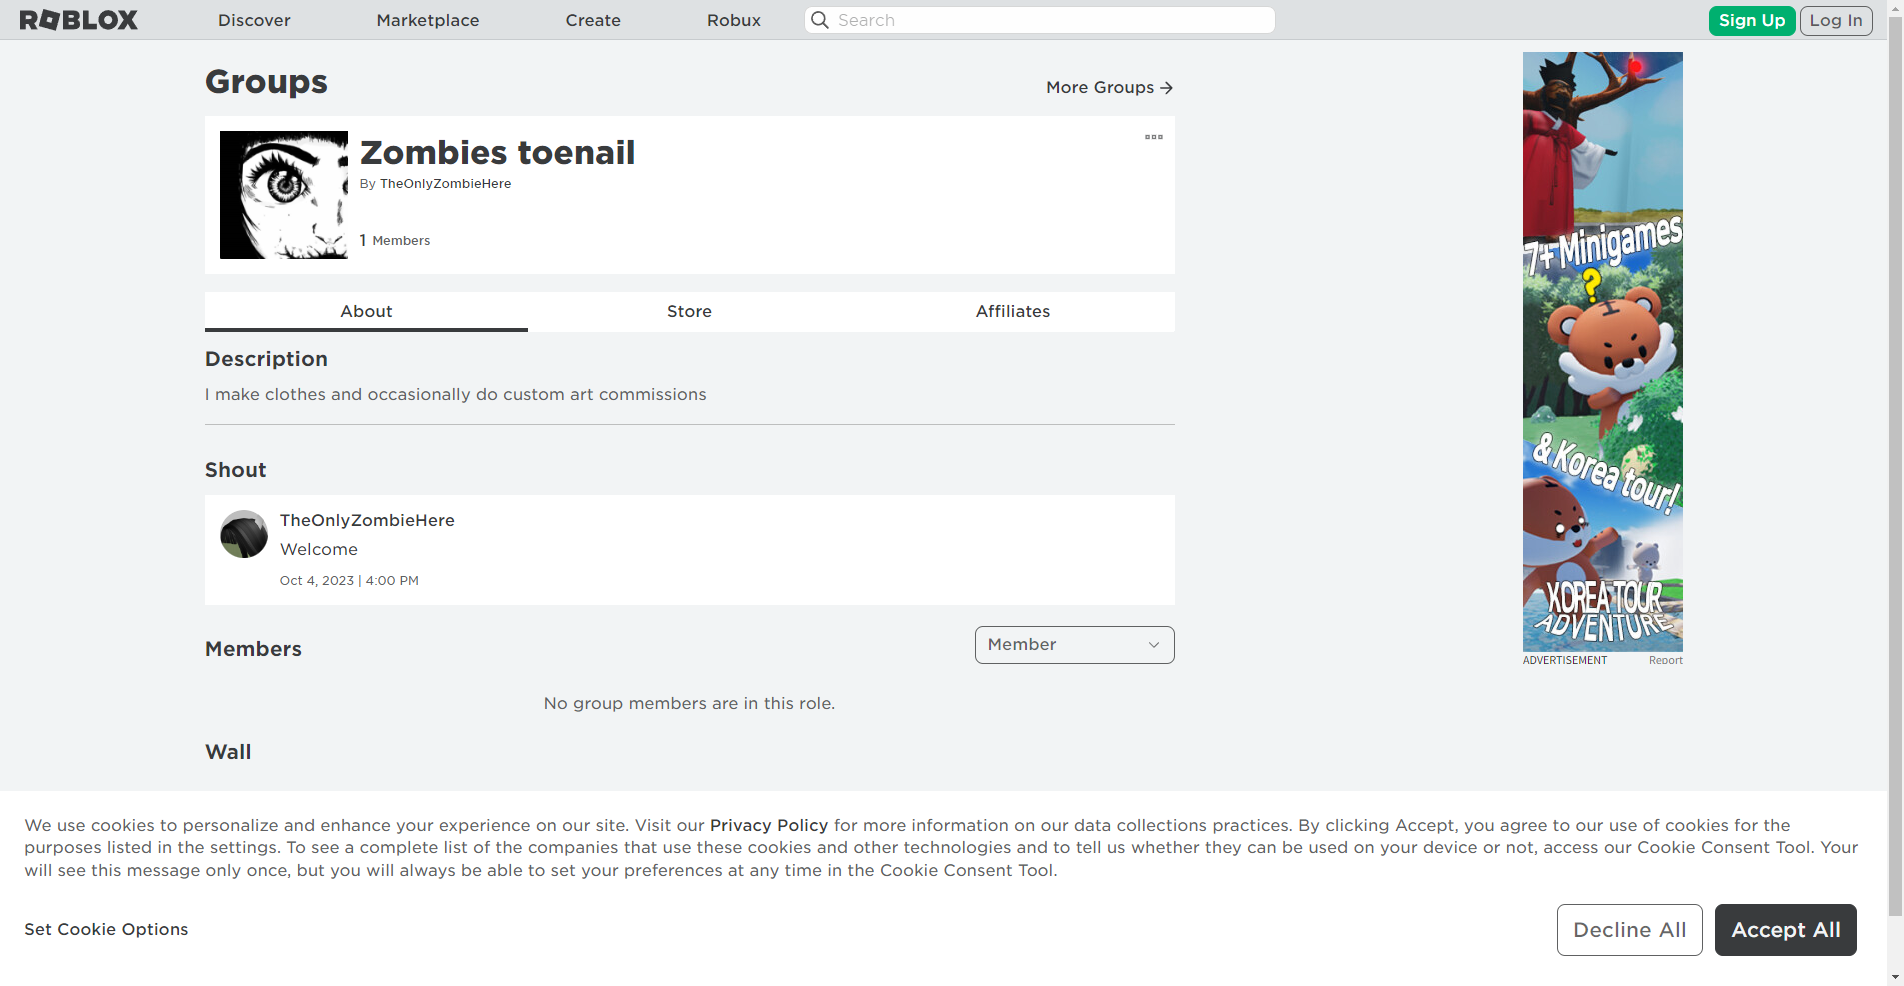 ROBLOX
Discover
Marketplace
Create
Robux
Search
Sign Up
Log In
Groups
More Groups
Zombies toenail
By TheOnlyZombieHere
1 Members
About
Store
Affiliates
Description
I make clothes and occasionally do custom art commissions
Shout
TheOnlyZombieHere
Welcome
Oct 4, 2023 | 4:00 PM
Members
Member
No group members are in this role.
Wall
7+ Minigames
?
& Korea tour!
KOREA TOUR
ADVENTURE
ADVERTISEMENT
Report
We use cookies to personalize and enhance your experience on our site. Visit our Privacy Policy for more information on our data collections practices. By clicking Accept, you agree to our use of cookies for the
purposes listed in the settings. To see a complete list of the companies that use these cookies and other technologies and to tell us whether they can be used on your device or not, access our Cookie Consent Tool. Your
will see this message only once, but you will always be able to set your preferences at any time in the Cookie Consent Tool.
Set Cookie Options
Decline All
Accept All